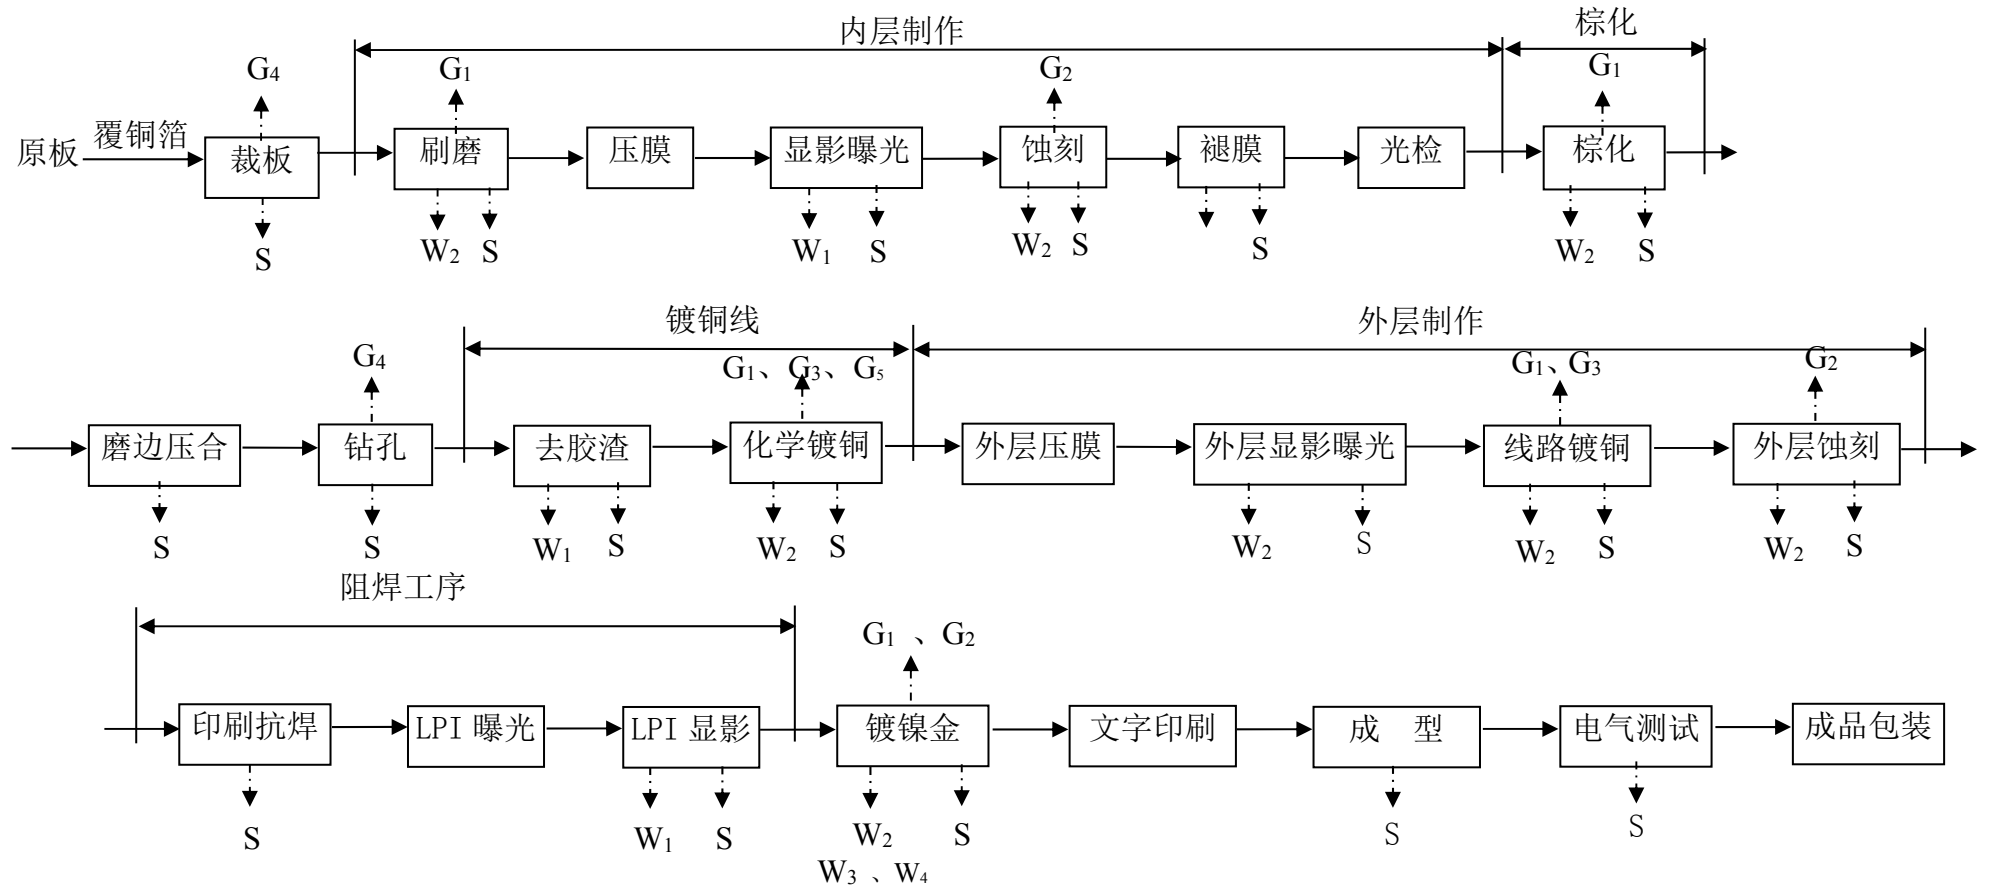 内层制作 棕化
G4 G1 G2 G1
原板 覆铜箔 裁板 刷磨 压膜 显影曝光 蚀刻 褪膜 光检 棕化
S W2 S W1 S W2 S S W2 S
镀铜线 外层制作
G4 G1、G3、G5 G1、G3 G2
磨边压合 钻孔 去胶渣 化学镀铜 外层压膜 外层显影曝光 线路镀铜 外层蚀刻
S S W1 S W2 S W2 S W2 S W2 S
阻焊工序
G1 、G2
印刷抗焊 LPI 曝光 LPI 显影 镀镍金 文字印刷 成 型 电气测试 成品包装
S W1 S W2 S S S
W3 、W4